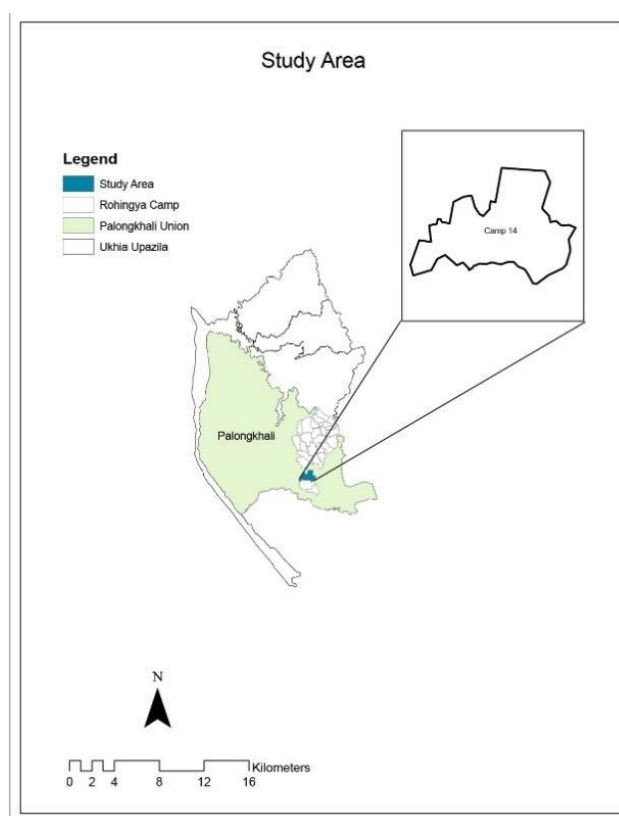 Study Area
Legend
Study Area
Rohingya Camp
Palongkhali Union
Ukhia Upazila
Camp 14
Palongkhali
N
Kilometers
0 2 4 8 12 16